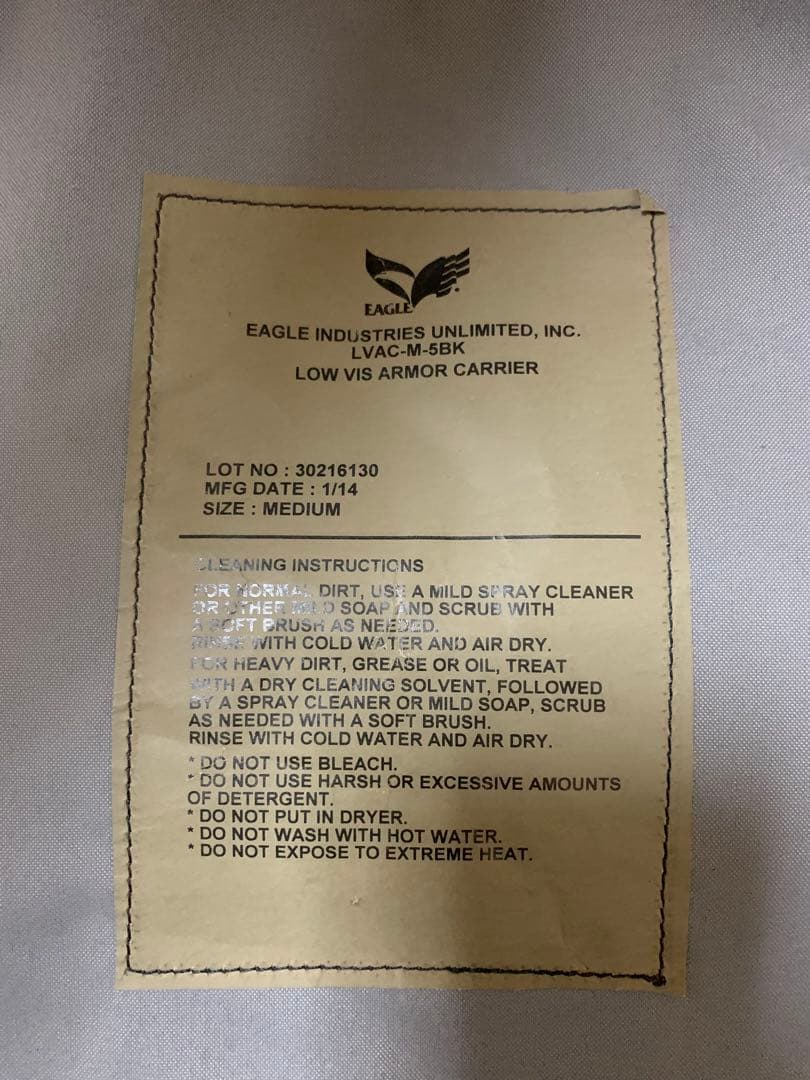 EAGLE
EAGLE INDUSTRIES UNLIMITED, INC.
LVAC-M-5BK
LOW VIS ARMOR CARRIER
LOT NO : 30216130
MFG DATE : 1/14
SIZE : MEDIUM
CLEANING INSTRUCTIONS
FOR NORMAL DIRT, USE A MILD SPRAY CLEANER
OR OTHER MILD SOAP AND SCRUB WITH
A SOFT BRUSH AS NEEDED.
RINSE WITH COLD WATER AND AIR DRY.
FOR HEAVY DIRT, GREASE OR OIL, TREAT
WITH A DRY CLEANING SOLVENT, FOLLOWED
BY A SPRAY CLEANER OR MILD SOAP, SCRUB
AS NEEDED WITH A SOFT BRUSH.
RINSE WITH COLD WATER AND AIR DRY.
* DO NOT USE BLEACH.
* DO NOT USE HARSH OR EXCESSIVE AMOUNTS
OF DETERGENT.
* DO NOT PUT IN DRYER.
* DO NOT WASH WITH HOT WATER.
* DO NOT EXPOSE TO EXTREME HEAT.